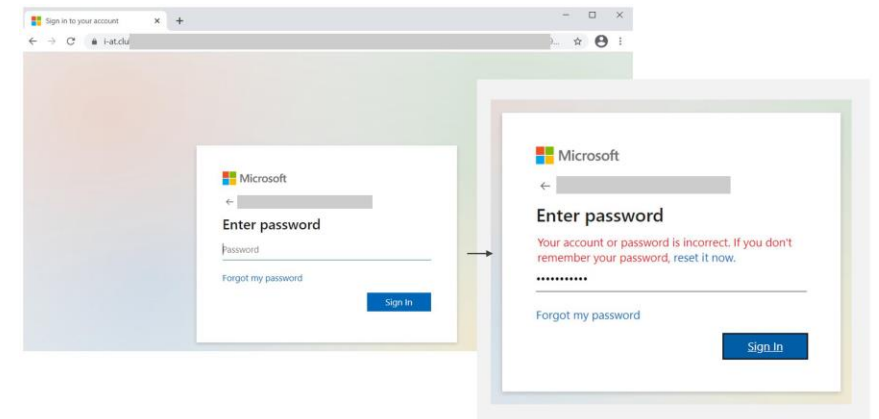 Sign in to your account
i-at.clu
Microsoft
Enter password
Password
Forgot my password
Sign In
Microsoft
Enter password
Your account or password is incorrect. If you don't
remember your password, reset it now.
Forgot my password
Sign In